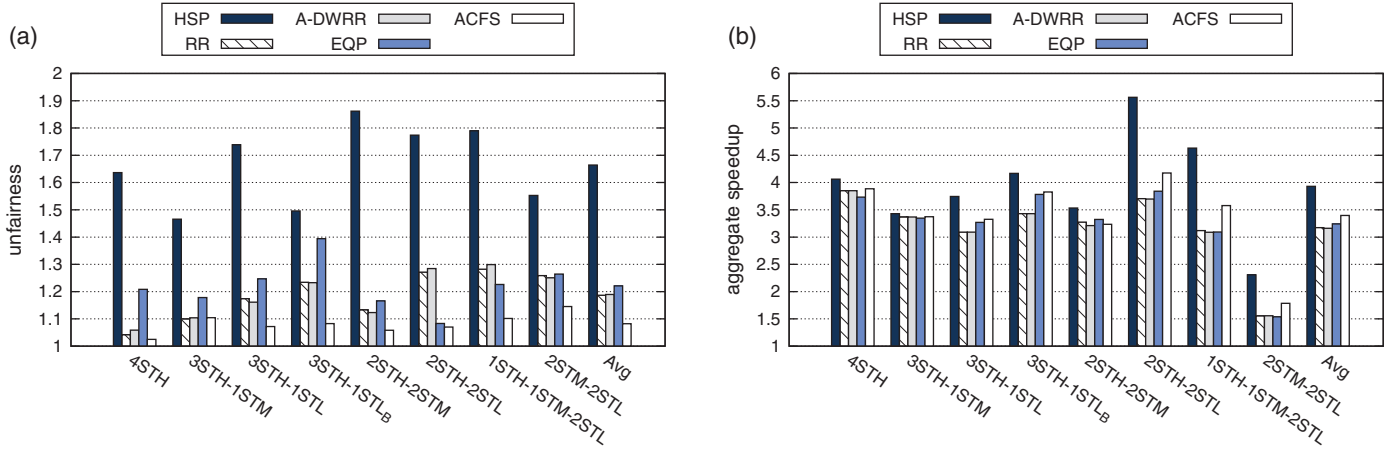 (a)
HSP A-DWRR ACFS
RR EQP
unfairness
2
1.9
1.8
1.7
1.6
1.5
1.4
1.3
1.2
1.1
1
4STH
3STH-1STM
3STH-1STL
3STH-1STL_B
2STH-2STM
2STH-2STL
1STH-1STM-2STL
2STM-2STL
Avg
(b)
HSP A-DWRR ACFS
RR EQP
aggregate speedup
6
5.5
5
4.5
4
3.5
3
2.5
2
1.5
1
4STH
3STH-1STM
3STH-1STL
3STH-1STL_B
2STH-2STM
2STH-2STL
1STH-1STM-2STL
2STM-2STL
Avg